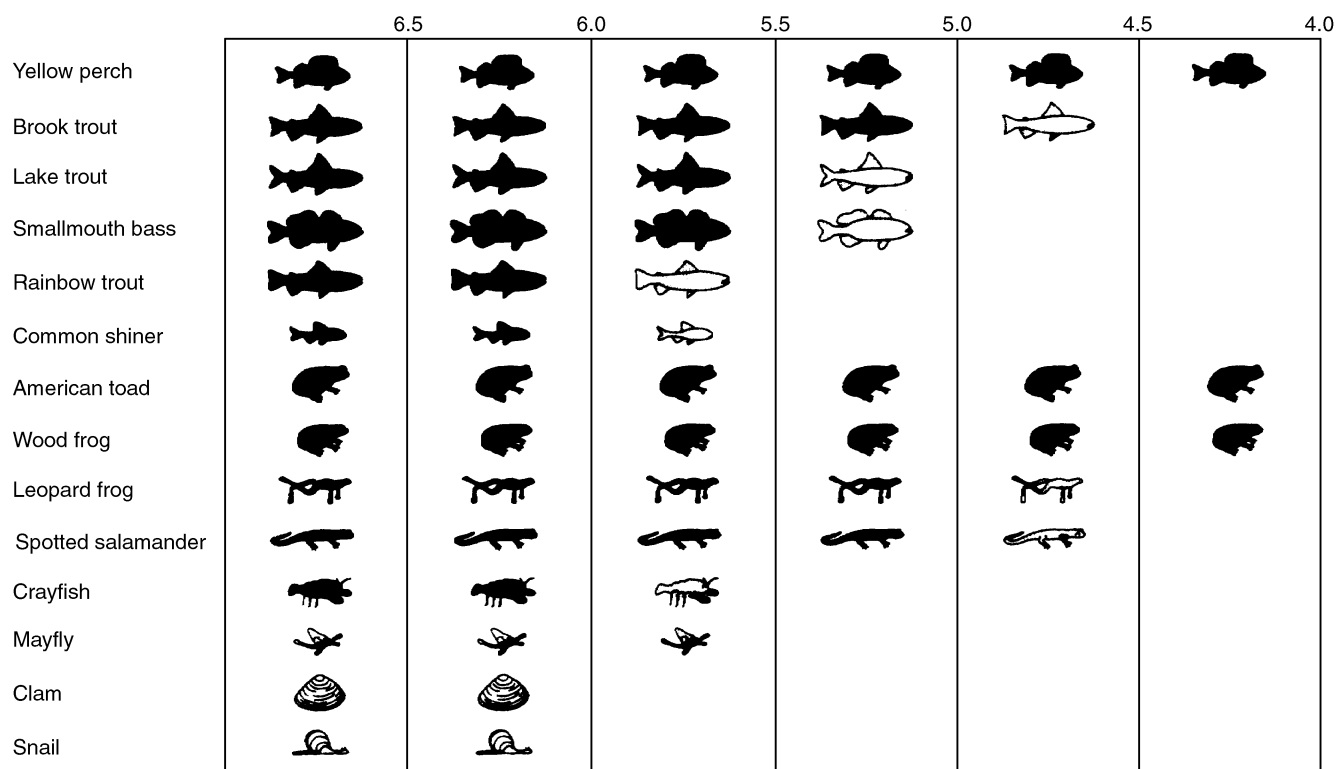 6.5 6.0 5.5 5.0 4.5 4.0
Yellow perch
Brook trout
Lake trout
Smallmouth bass
Rainbow trout
Common shiner
American toad
Wood frog
Leopard frog
Spotted salamander
Crayfish
Mayfly
Clam
Snail